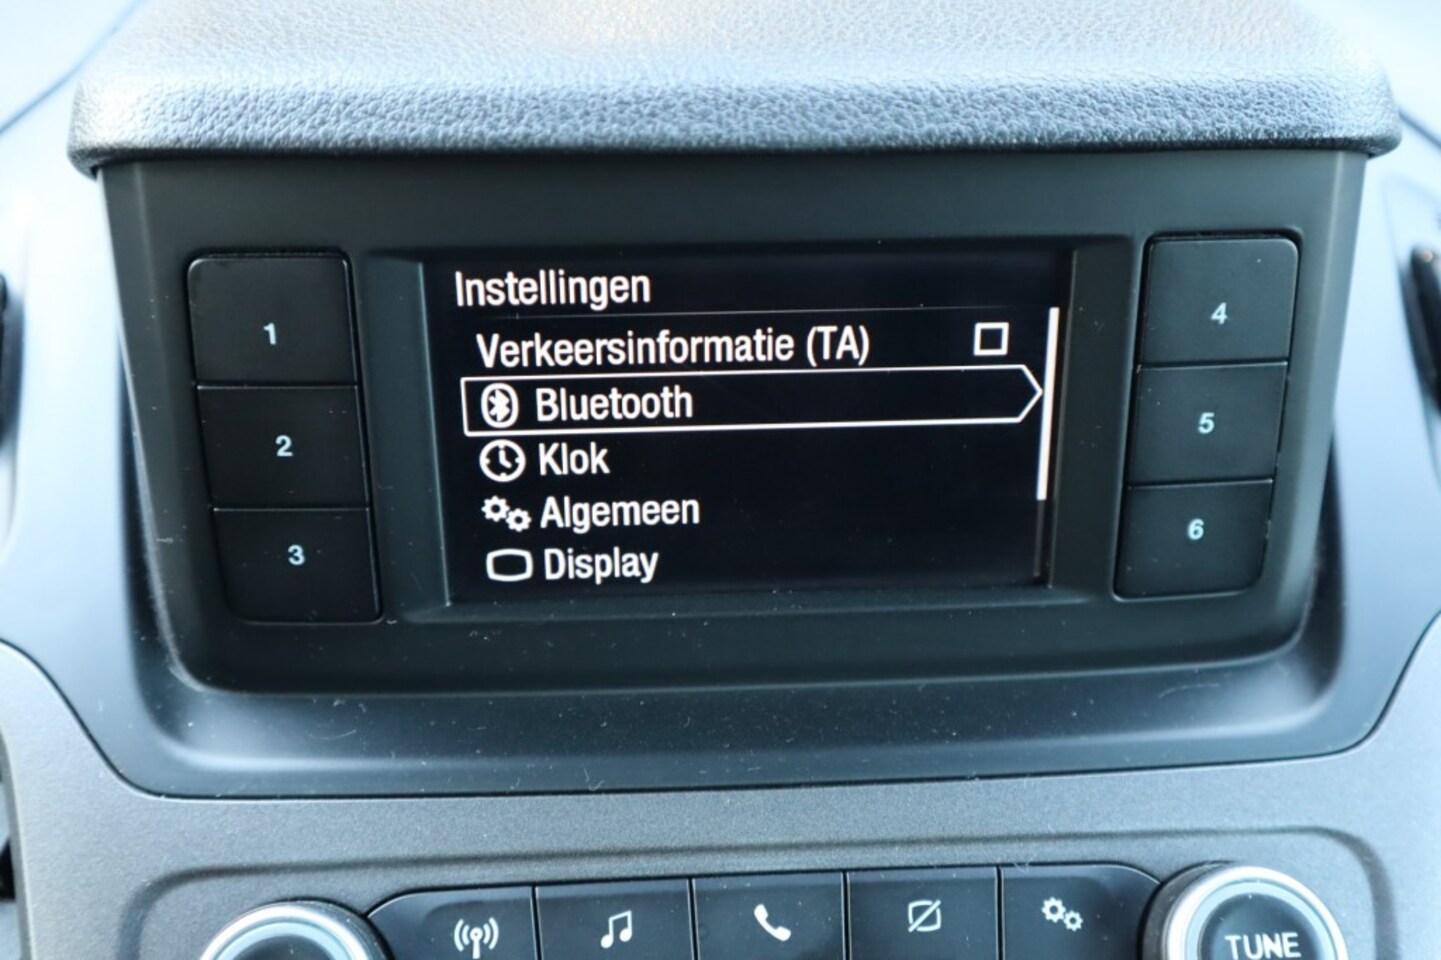 Instellingen
Verkeersinformatie (TA)
Bluetooth
Klok
Algemeen
Display
1
2
3
4
5
6
TUNE